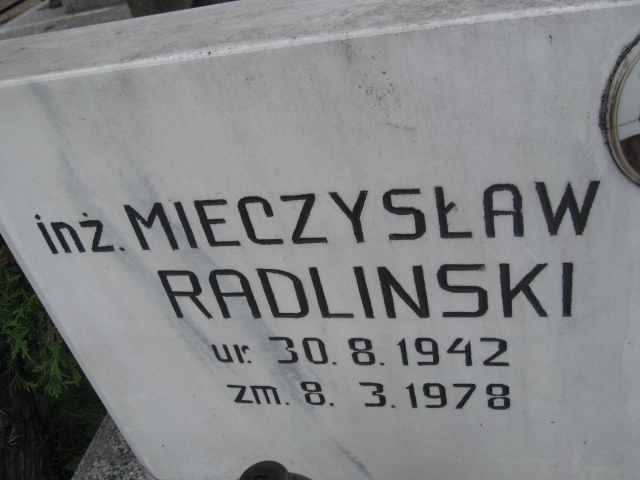 inż. MIECZYSŁAW
RADLINSKI
ur. 30.8.1942
zm. 8. 3.1978